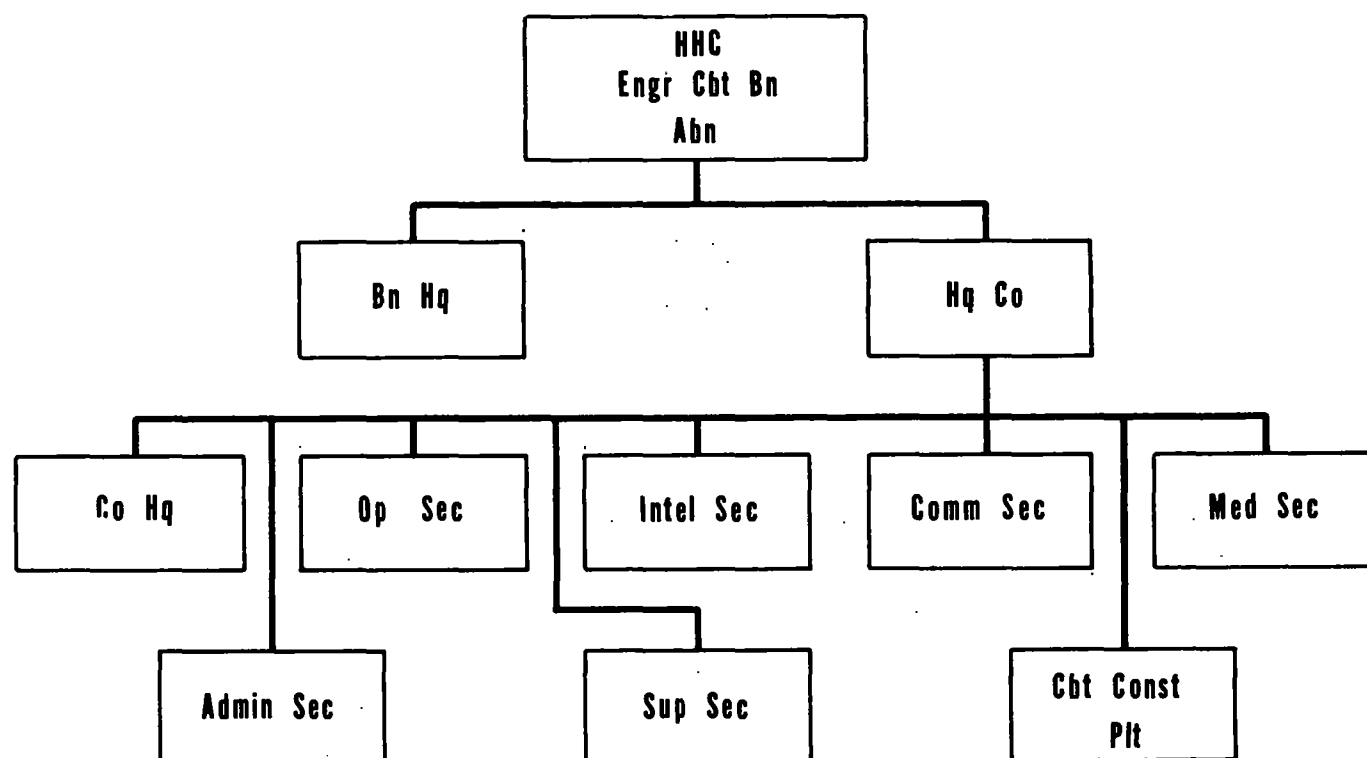 HHC
Engr Cbt Bn
Abn
Bn Hq
Hq Co
Co Hq
Op Sec
Intel Sec
Comm Sec
Med Sec
Admin Sec
Sup Sec
Cbt Const
Plt